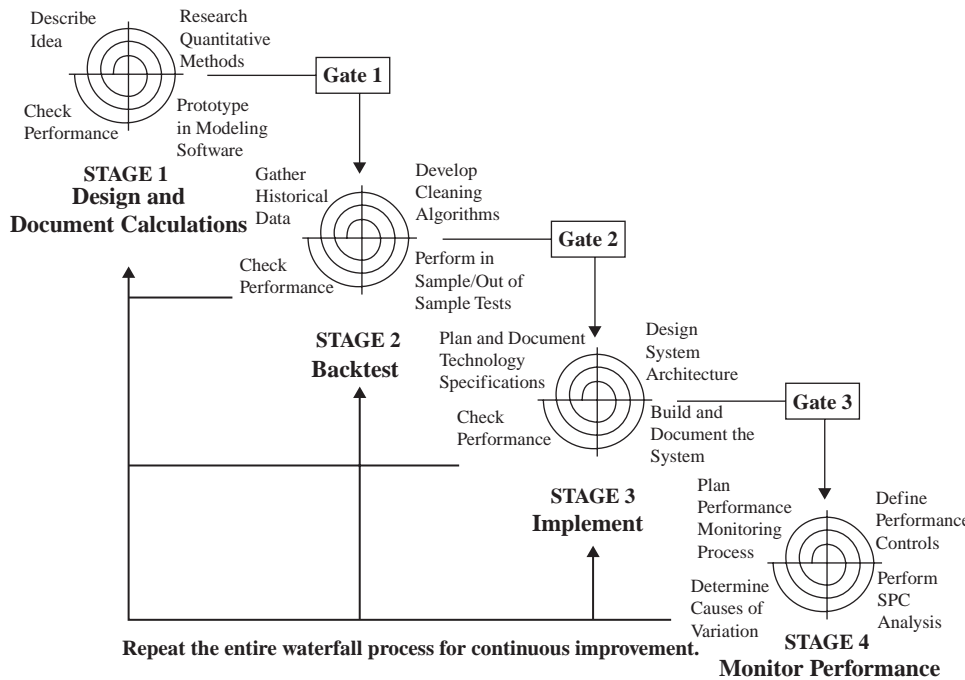 Describe
Idea
Research
Quantitative
Methods
Gate 1
Check
Performance
Prototype
in Modeling
Software
STAGE 1
Design and
Document Calculations
Gather
Historical
Data
Develop
Cleaning
Algorithms
Gate 2
Check
Performance
Perform in
Sample/Out of
Sample Tests
STAGE 2
Backtest
Plan and Document
Technology
Specifications
Design
System
Architecture
Gate 3
Check
Performance
Build and
Document the
System
STAGE 3
Implement
Plan
Performance
Monitoring
Process
Define
Performance
Controls
Determine
Causes of
Variation
Perform
SPC
Analysis
STAGE 4
Monitor Performance
Repeat the entire waterfall process for continuous improvement.